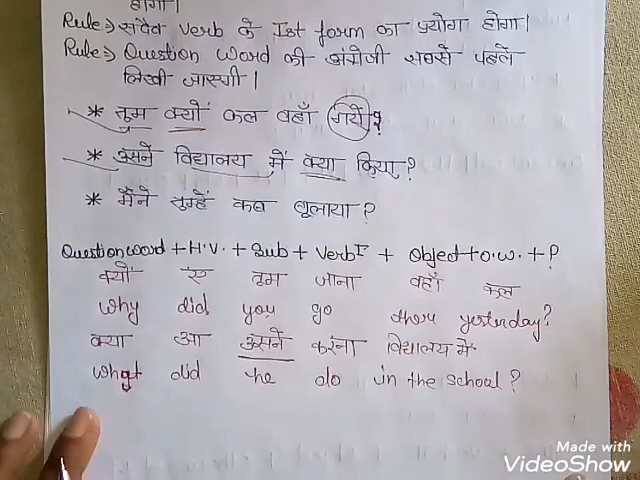 होगा।
Rule⇒ सदैव Verb के Ist form का प्रयोग होगा।
Rule⇒ Question Word की अंग्रेजी सबसे पहले
लिखी जाएगी।
* तुम क्यों कल वहाँ गये?
* उसने विद्यालय में क्या किया?
* मैंने तुम्हें कब बुलाया?
Question word + H.V. + Sub + Verb I + Object + o.w. + ?
क्यों ए तुम जाना वहाँ कल
Why did you go there yesterday?
क्या आ उसने करना विद्यालय में
What did he do in the school?
Made with
VideoShow